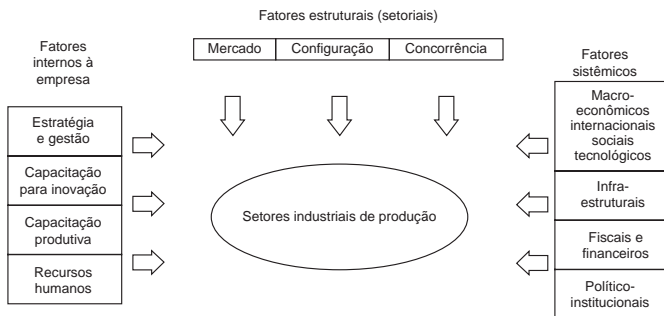 Fatores estruturais (setoriais)
Mercado
Configuração
Concorrência
Fatores
internos à
empresa
Estratégia
e gestão
Capacitação
para inovação
Capacitação
produtiva
Recursos
humanos
Setores industriais de produção
Fatores
sistêmicos
Macro-
econômicos
internacionais
sociais
tecnológicos
Infra-
estruturais
Fiscais e
financeiros
Político-
institucionais